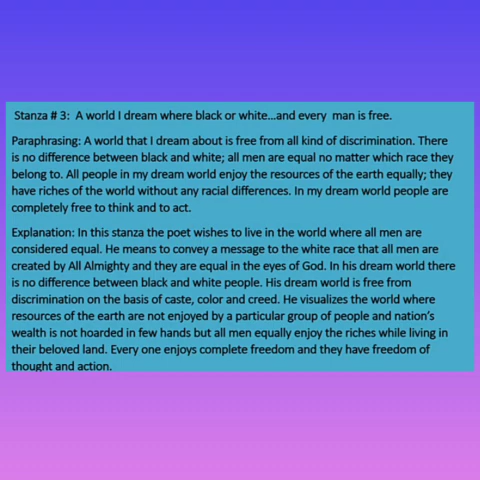 Stanza # 3:  A world I dream where black or white...and every  man is free.
Paraphrasing: A world that I dream about is free from all kind of discrimination. There
is no difference between black and white; all men are equal no matter which race they
belong to. All people in my dream world enjoy the resources of the earth equally; they
have riches of the world without any racial differences. In my dream world people are
completely free to think and to act.
Explanation: In this stanza the poet wishes to live in the world where all men are
considered equal. He means to convey a message to the white race that all men are
created by All Almighty and they are equal in the eyes of God. In his dream world there
is no difference between black and white people. His dream world is free from
discrimination on the basis of caste, color and creed. He visualizes the world where
resources of the earth are not enjoyed by a particular group of people and nation's
wealth is not hoarded in few hands but all men equally enjoy the riches while living in
their beloved land. Every one enjoys complete freedom and they have freedom of
thought and action.